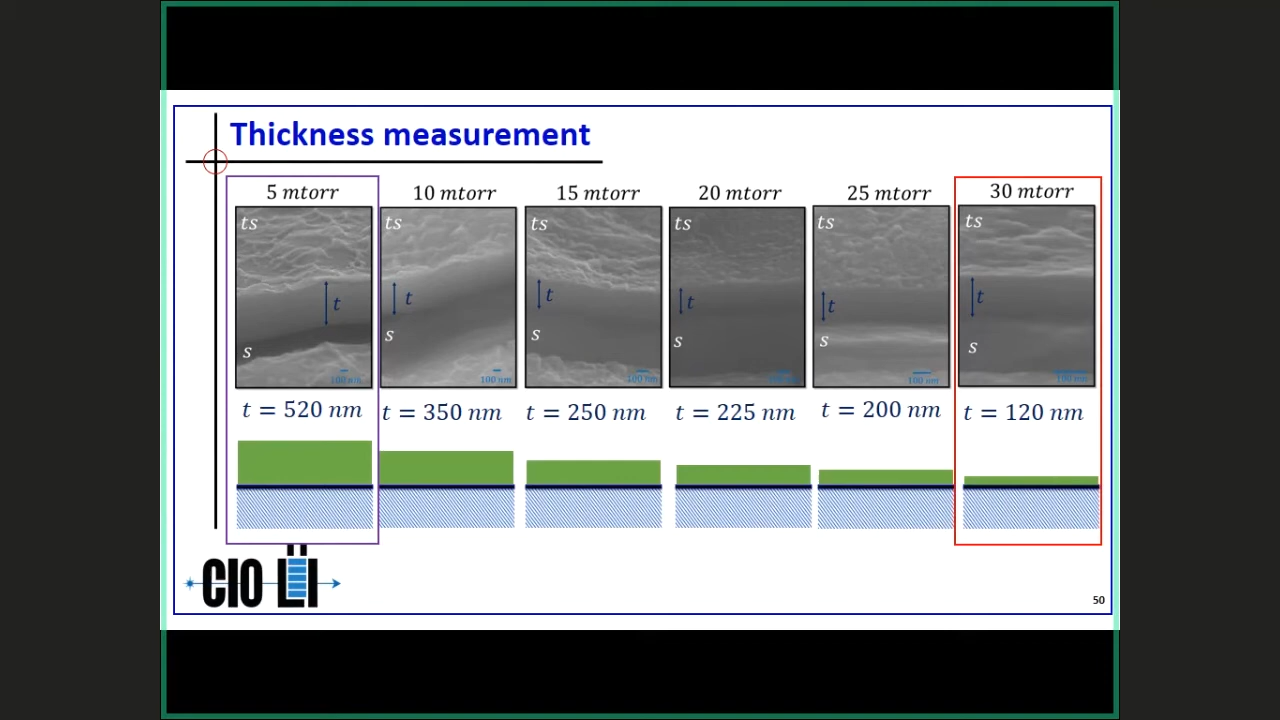 Thickness measurement
5 mtorr
10 mtorr
15 mtorr
20 mtorr
25 mtorr
30 mtorr
ts
ts
ts
ts
ts
ts
t
t
t
t
t
t
s
s
s
s
s
s
100 nm
100 nm
100 nm
100 nm
100 nm
100 nm
t = 520 nm
t = 350 nm
t = 250 nm
t = 225 nm
t = 200 nm
t = 120 nm
CIO LI
50